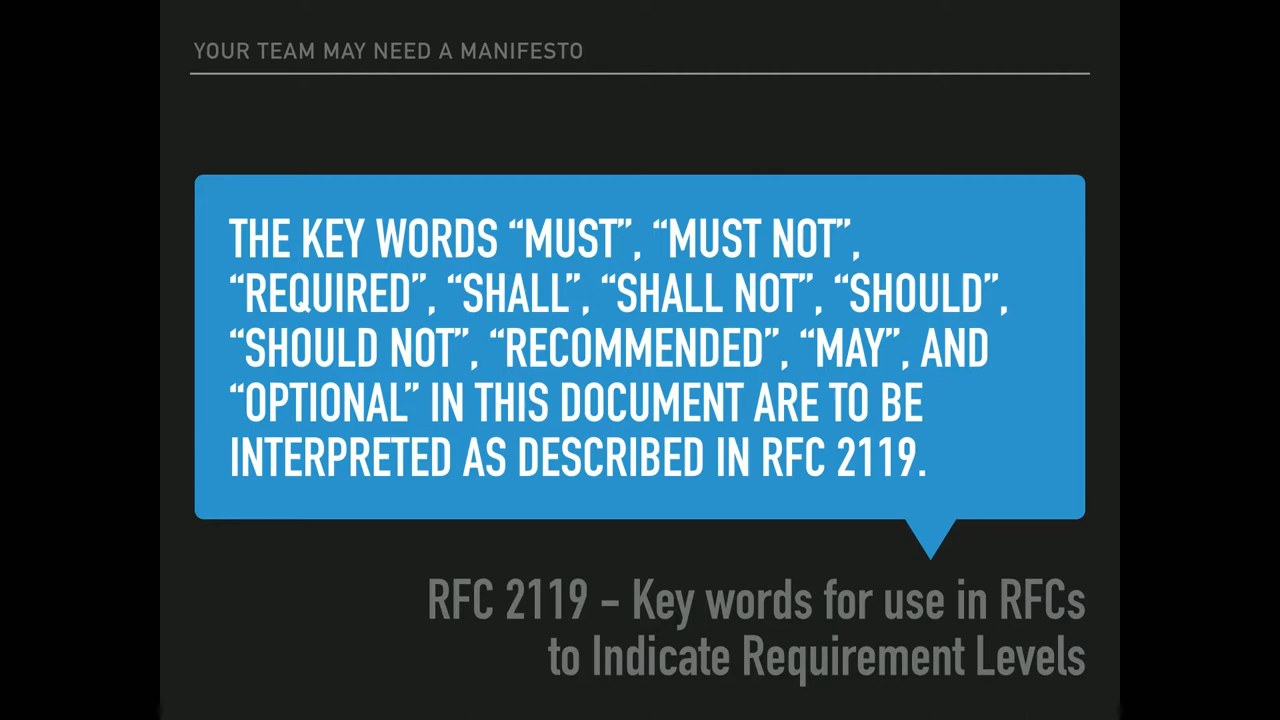 YOUR TEAM MAY NEED A MANIFESTO
THE KEY WORDS “MUST”, “MUST NOT”,
“REQUIRED”, “SHALL”, “SHALL NOT”, “SHOULD”,
“SHOULD NOT”, “RECOMMENDED”, “MAY”, AND
“OPTIONAL” IN THIS DOCUMENT ARE TO BE
INTERPRETED AS DESCRIBED IN RFC 2119.
RFC 2119 – Key words for use in RFCs
to Indicate Requirement Levels